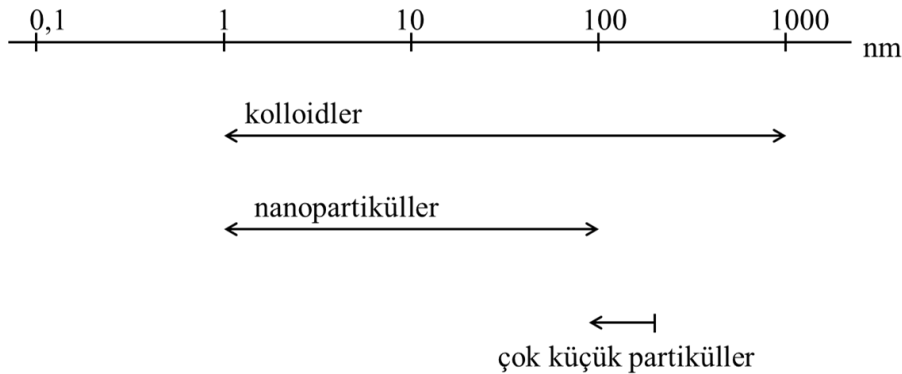 0,1 1 10 100 1000
nm
kolloidler
nanopartiküller
çok küçük partiküller